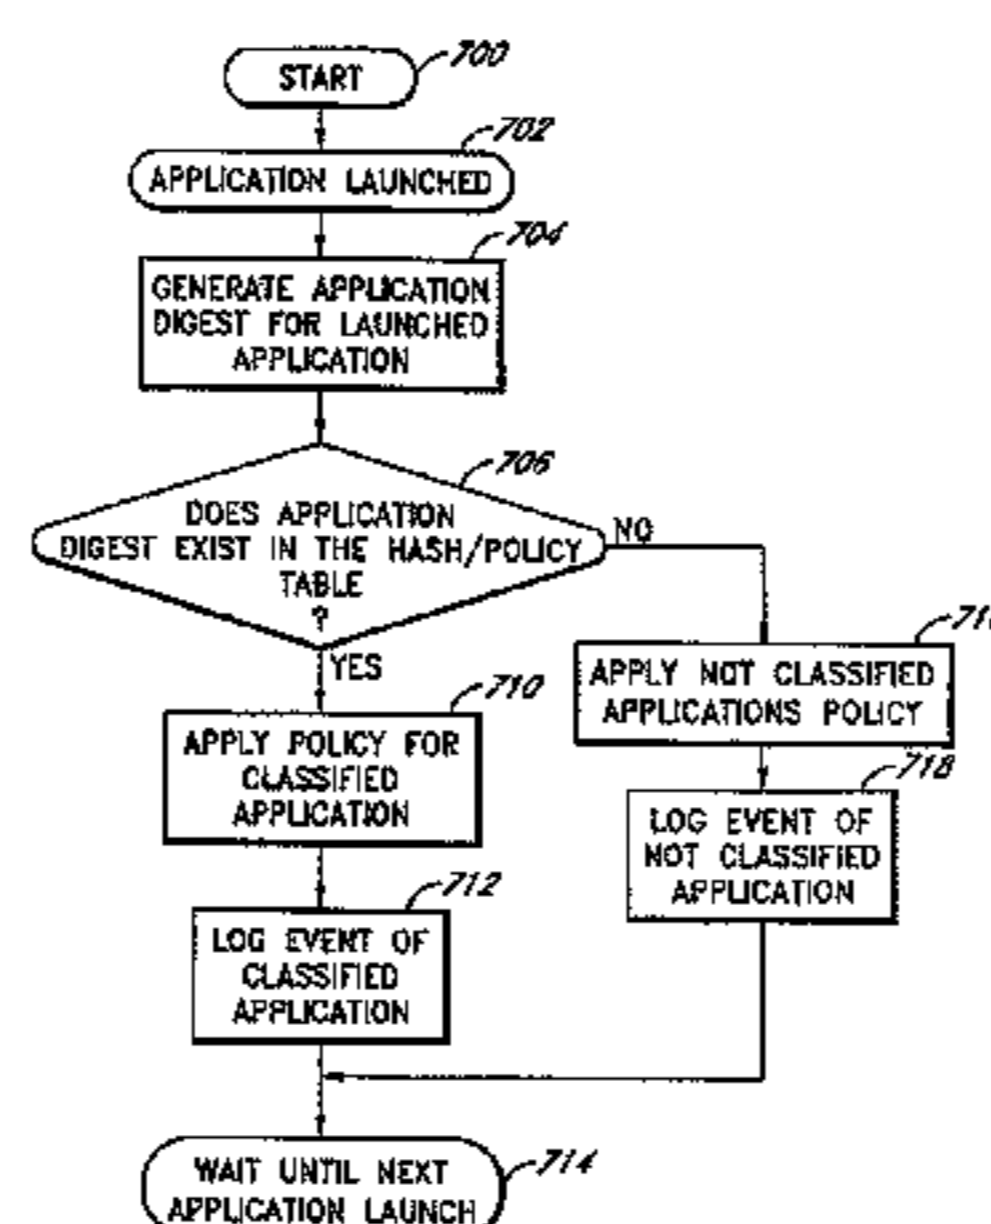 START
700
APPLICATION LAUNCHED
702
GENERATE APPLICATION
DIGEST FOR LAUNCHED
APPLICATION
704
DOES APPLICATION
DIGEST EXIST IN THE HASH/POLICY
TABLE
?
706
NO
YES
APPLY POLICY FOR
CLASSIFIED
APPLICATION
710
APPLY NOT CLASSIFIED
APPLICATIONS POLICY
LOG EVENT OF
CLASSIFIED
APPLICATION
712
LOG EVENT OF
NOT CLASSIFIED
APPLICATION
718
WAIT UNTIL NEXT
APPLICATION LAUNCH
714